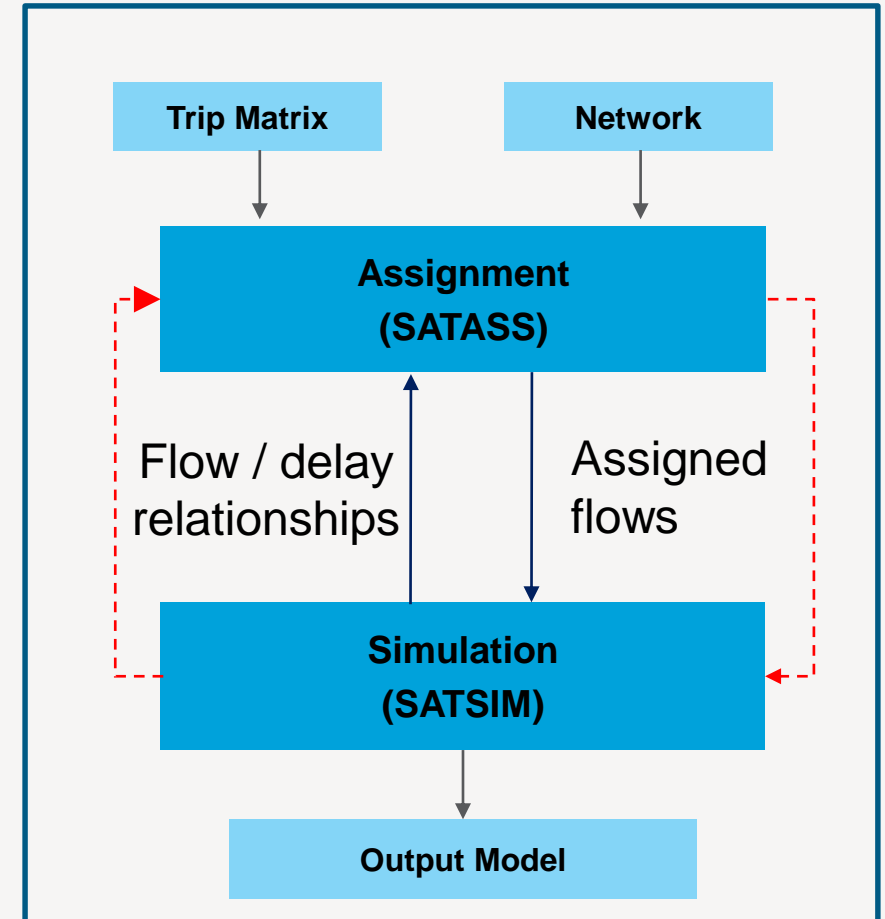 Trip Matrix
Network
Assignment
(SATASS)
Flow / delay
relationships
Assigned
flows
Simulation
(SATSIM)
Output Model